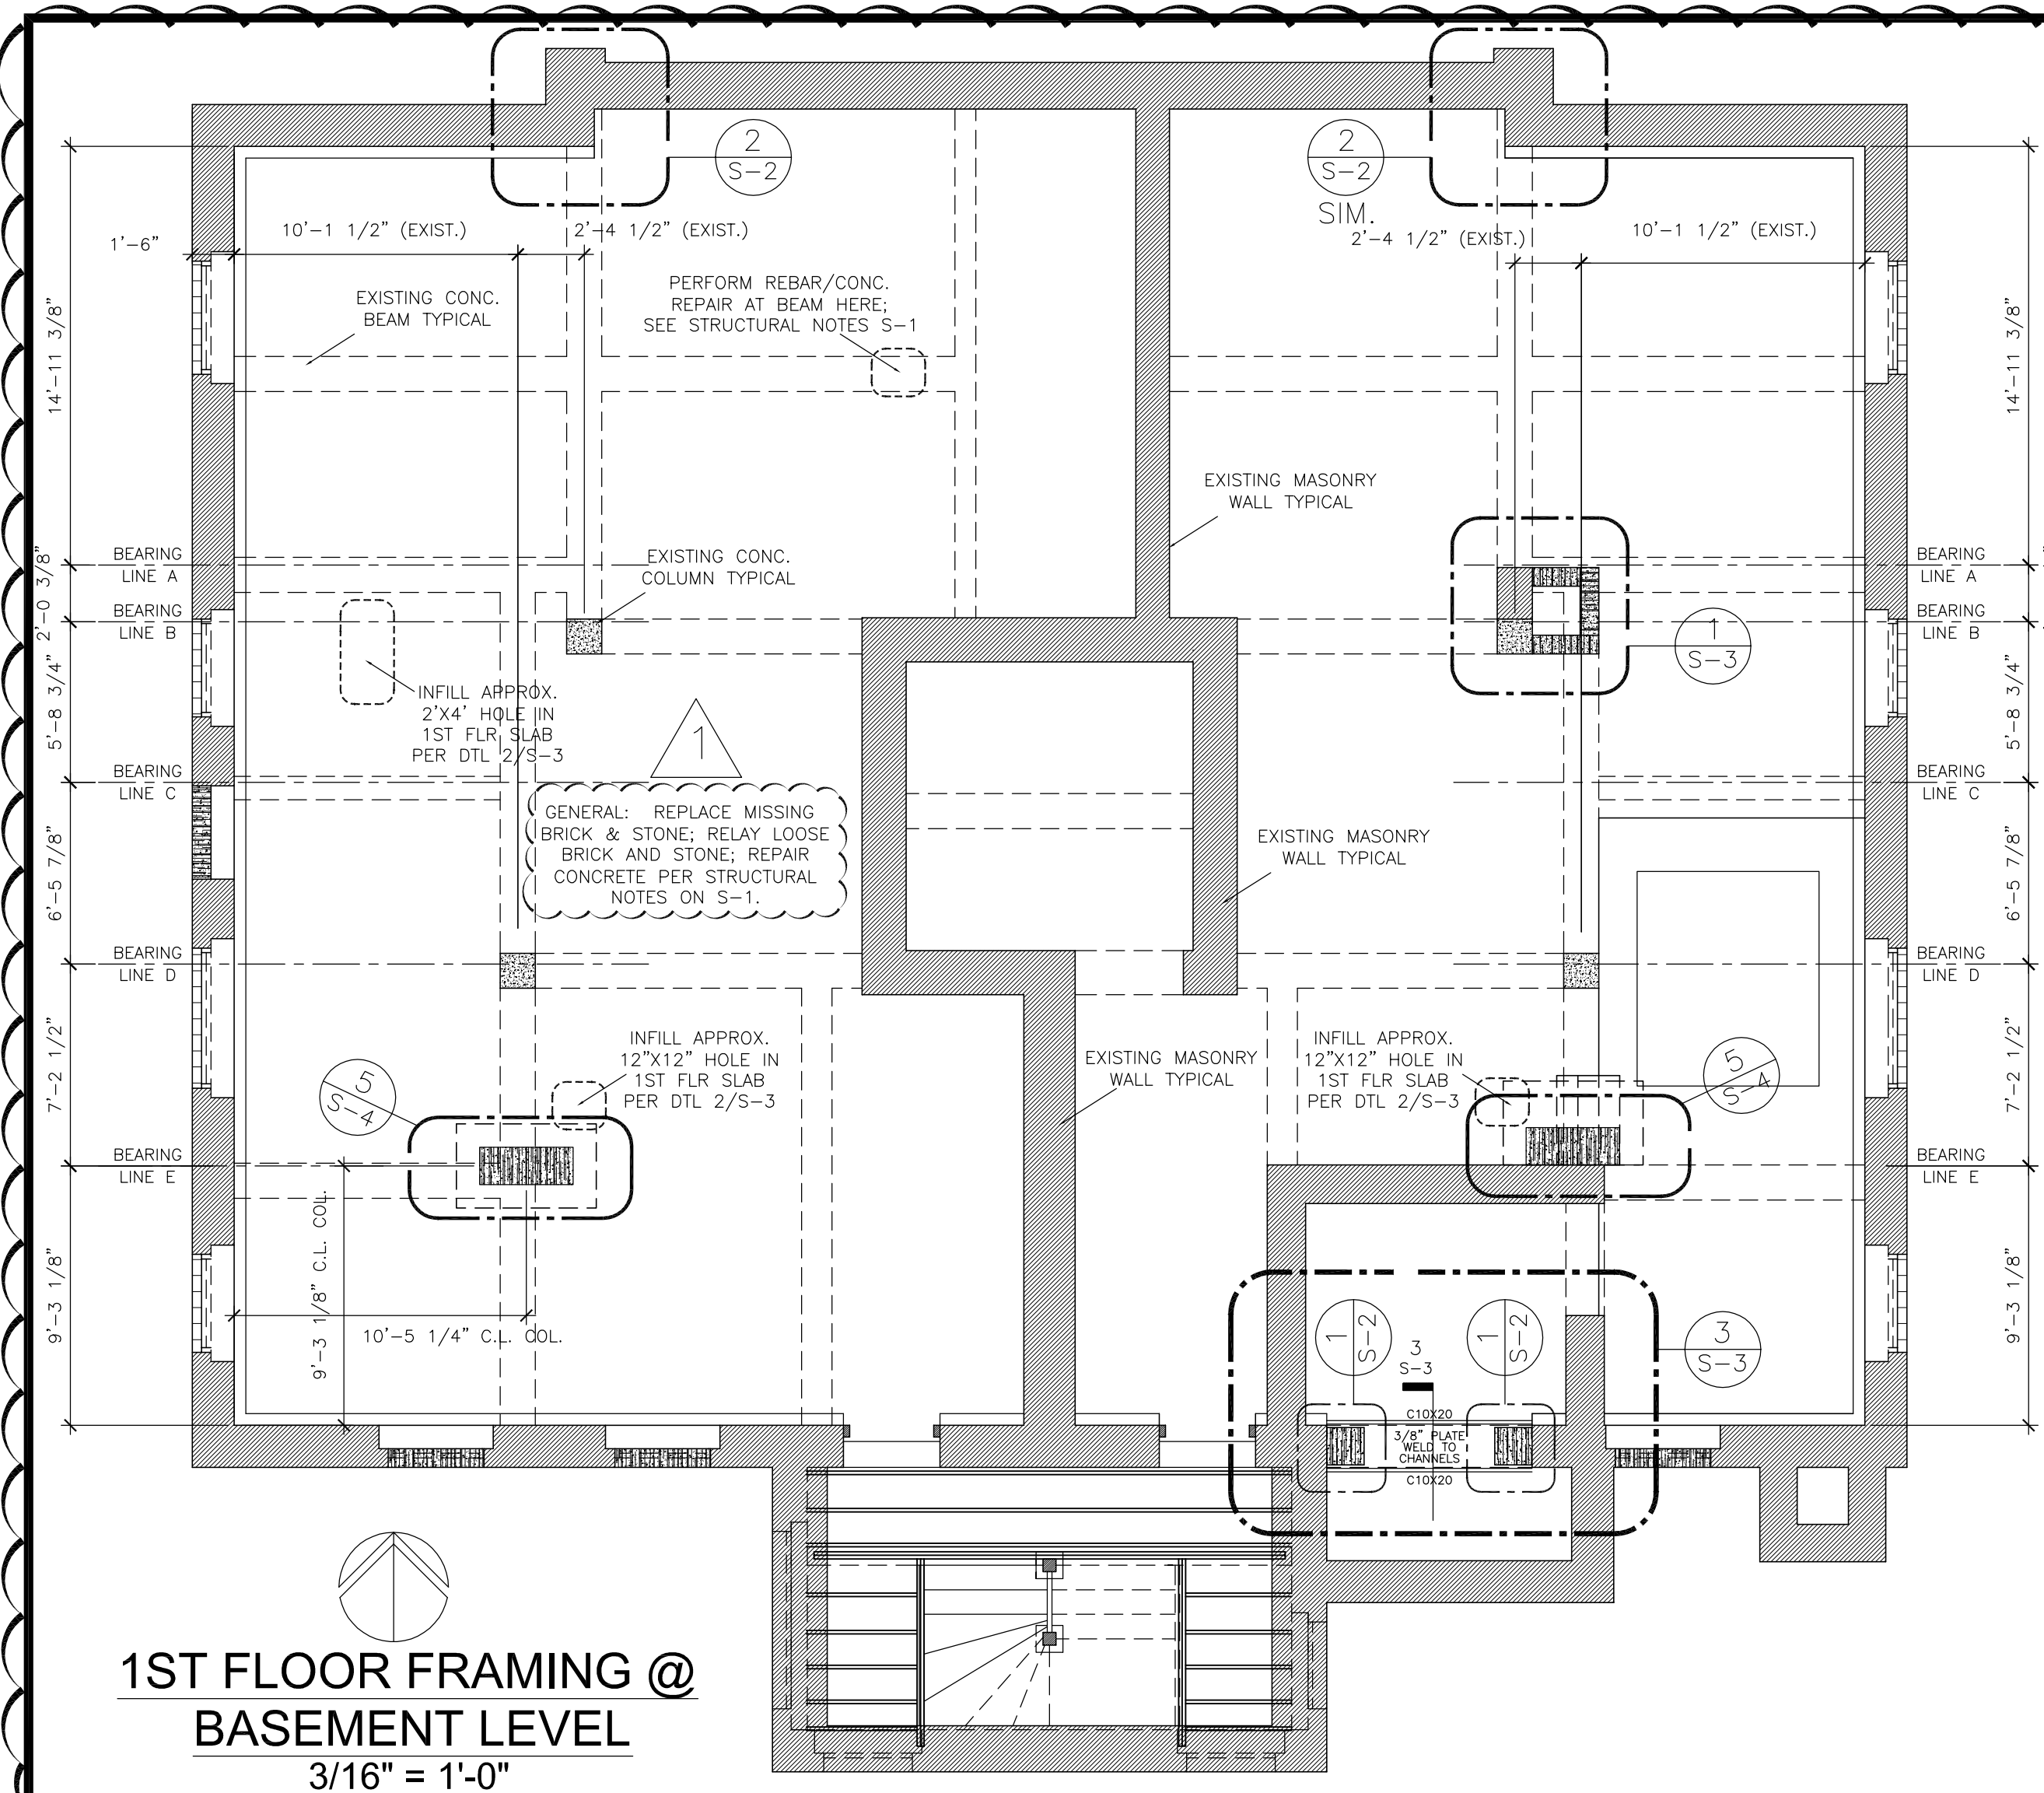 2
S-2
2
S-2
SIM.
1'-6"
10'-1 1/2" (EXIST.)
2'-4 1/2" (EXIST.)
2'-4 1/2" (EXIST.)
10'-1 1/2" (EXIST.)
EXISTING CONC.
BEAM TYPICAL
PERFORM REBAR/CONC.
REPAIR AT BEAM HERE;
SEE STRUCTURAL NOTES S-1
14'-11 3/8"
14'-11 3/8"
EXISTING MASONRY
WALL TYPICAL
BEARING
LINE A
EXISTING CONC.
COLUMN TYPICAL
BEARING
LINE A
2'-0 3/8"
BEARING
LINE B
BEARING
LINE B
1
S-3
5'-8 3/4"
INFILL APPROX.
2'X4' HOLE IN
1ST FLR SLAB
PER DTL 2/S-3
1
5'-8 3/4"
BEARING
LINE C
BEARING
LINE C
GENERAL: REPLACE MISSING
BRICK & STONE; RELAY LOOSE
BRICK AND STONE; REPAIR
CONCRETE PER STRUCTURAL
NOTES ON S-1.
EXISTING MASONRY
WALL TYPICAL
6'-5 7/8"
6'-5 7/8"
BEARING
LINE D
BEARING
LINE D
7'-2 1/2"
5
S-4
INFILL APPROX.
12"X12" HOLE IN
1ST FLR SLAB
PER DTL 2/S-3
EXISTING MASONRY
WALL TYPICAL
INFILL APPROX.
12"X12" HOLE IN
1ST FLR SLAB
PER DTL 2/S-3
5
S-4
7'-2 1/2"
BEARING
LINE E
BEARING
LINE E
9'-3 1/8"
9'-3 1/8" C.L. COL.
10'-5 1/4" C.L. COL.
9'-3 1/8"
1
S-2
3
S-3
1
S-2
3
S-3
C10X20
3/8" PLATE
WELD TO
CHANNELS
C10X20
1ST FLOOR FRAMING @
BASEMENT LEVEL
3/16" = 1'-0"